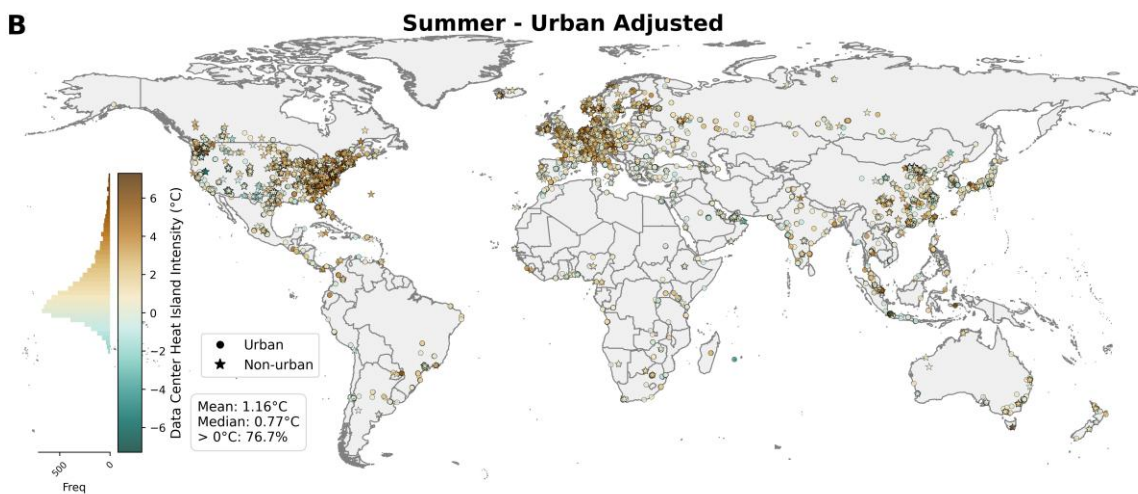 B
Summer - Urban Adjusted
6
4
2
0
−2
−4
−6
Data Center Heat Island Intensity (°C)
500
0
Freq
Urban
Non-urban
Mean: 1.16°C
Median: 0.77°C
> 0°C: 76.7%